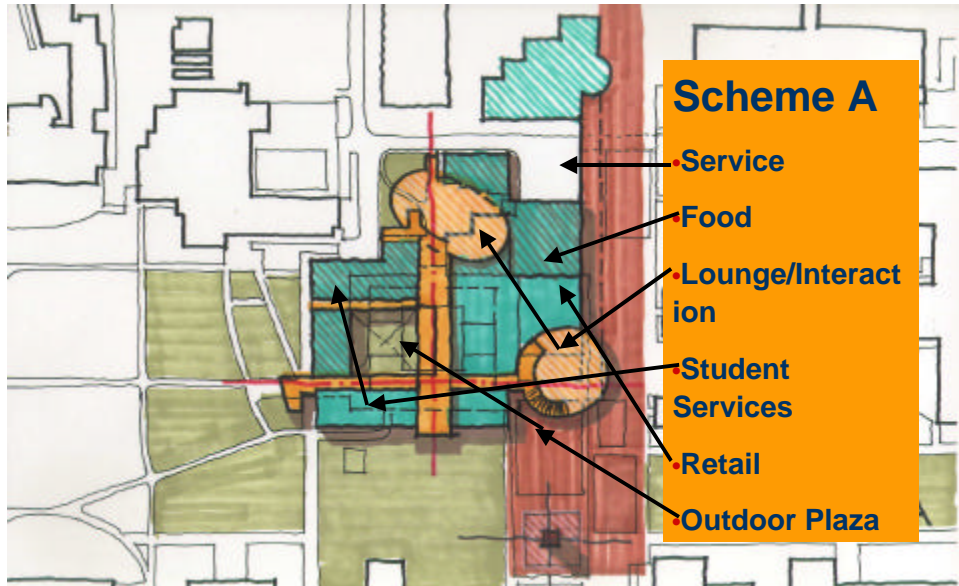 Scheme A
•Service
•Food
•Lounge/Interact
ion
•Student
Services
•Retail
•Outdoor Plaza